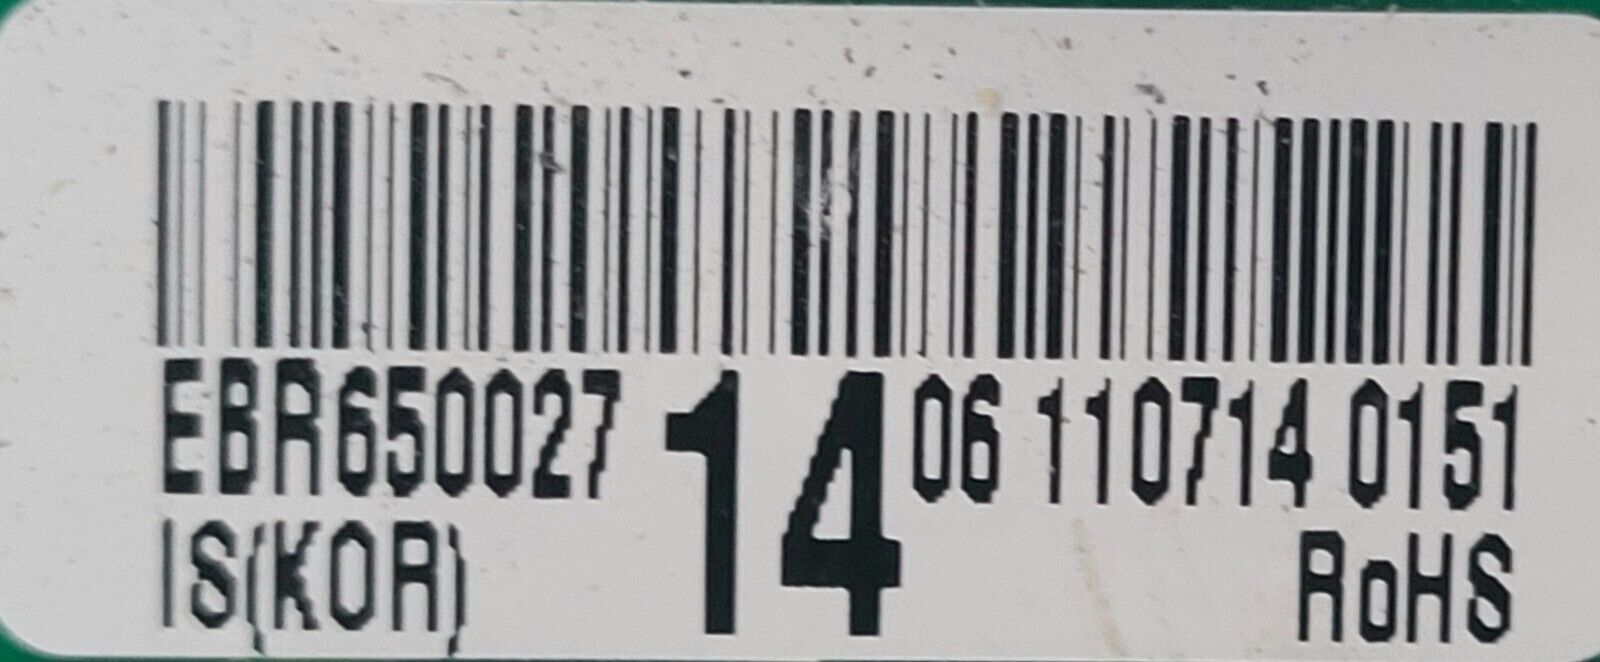 EBR650027 14 06 110714 0151
IS(KOR) RoHS